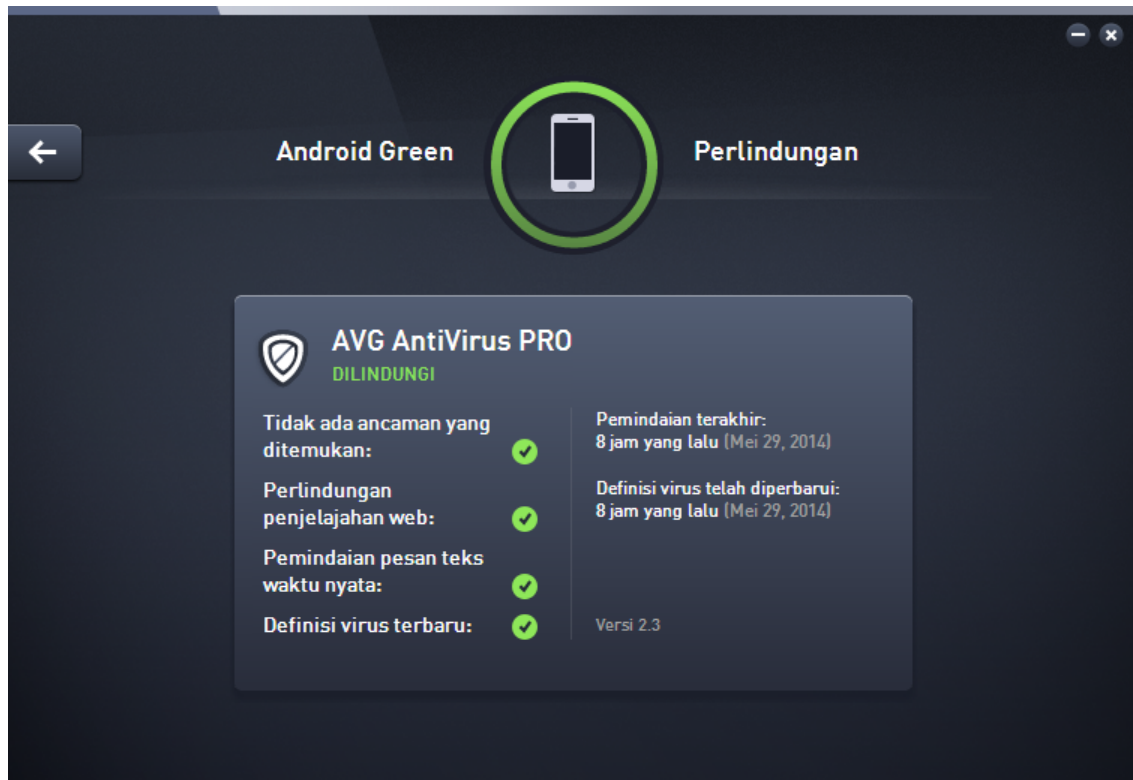 Android Green
Perlindungan
AVG AntiVirus PRO
DILINDUNGI
Tidak ada ancaman yang
ditemukan:
Perlindungan
penjelajahan web:
Pemindaian pesan teks
waktu nyata:
Definisi virus terbaru:
Pemindaian terakhir:
8 jam yang lalu (Mei 29, 2014)
Definisi virus telah diperbarui:
8 jam yang lalu (Mei 29, 2014)
Versi 2.3